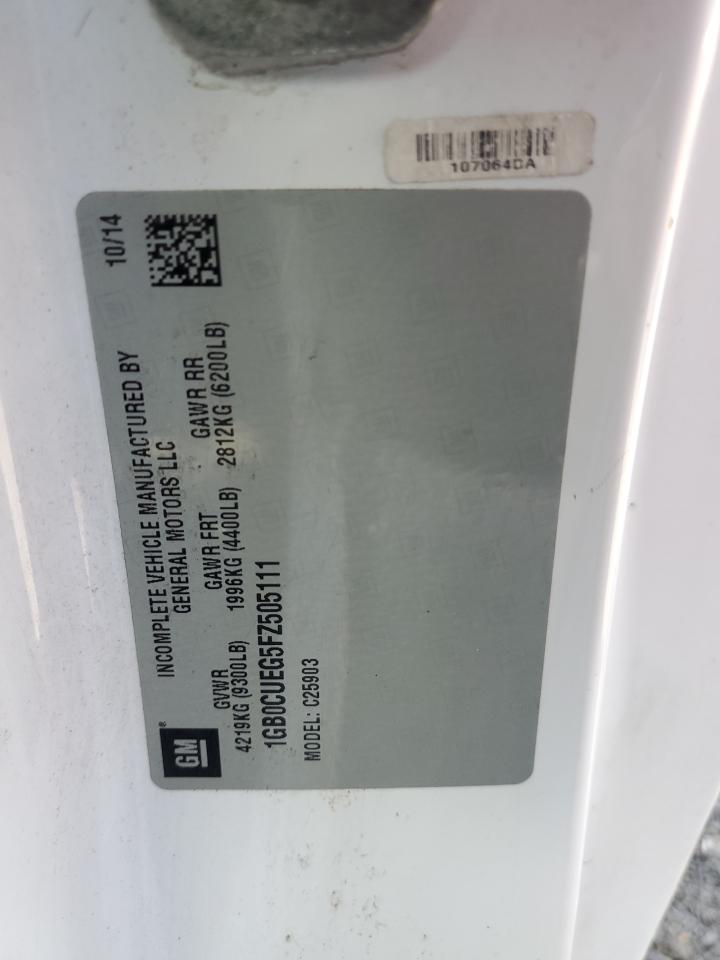 107064DA
GM ®
INCOMPLETE VEHICLE MANUFACTURED BY 10/14
GENERAL MOTORS LLC
GVWR GAWR FRT GAWR RR
4219KG (9300LB) 1996KG (4400LB) 2812KG (6200LB)
1GB0CUEG5FZ505111
MODEL: C25903